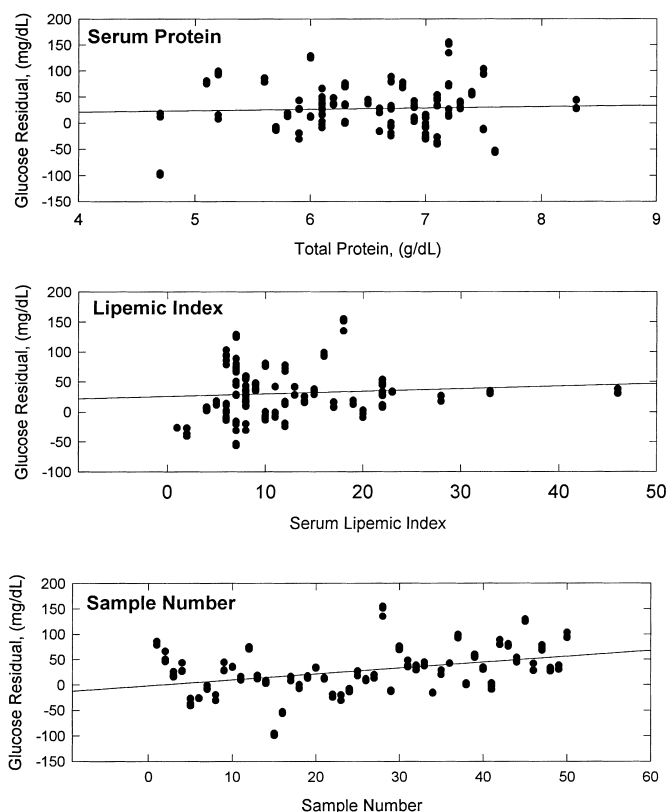 Serum Protein
Glucose Residual, (mg/dL)
200
150
100
50
0
-50
-100
-150
4 5 6 7 8 9
Total Protein, (g/dL)
Lipemic Index
Glucose Residual, (mg/dL)
200
150
100
50
0
-50
-100
0 10 20 30 40 50
Serum Lipemic Index
Sample Number
Glucose Residual, (mg/dL)
200
150
100
50
0
-50
-100
-150
0 10 20 30 40 50 60
Sample Number